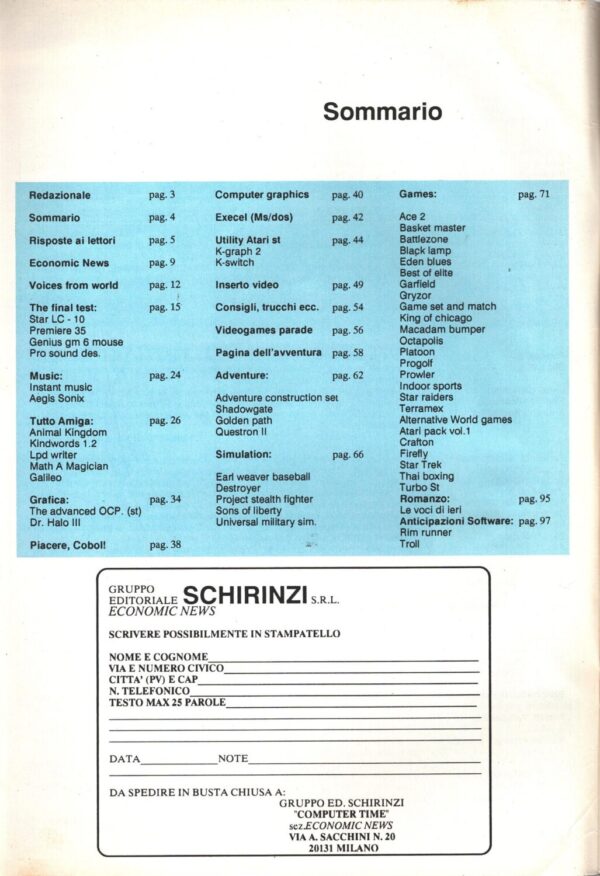 Sommario
Redazionale pag. 3
Sommario pag. 4
Risposte ai lettori pag. 5
Economic News pag. 9
Voices from world pag. 12
The final test: pag. 15
Star LC - 10
Premiere 35
Genius gm 6 mouse
Pro sound des.
Music: pag. 24
Instant music
Aegis Sonix
Tutto Amiga: pag. 26
Animal Kingdom
Kindwords 1.2
Lpd writer
Math A Magician
Galileo
Grafica: pag. 34
The advanced OCP. (st)
Dr. Halo III
Piacere, Cobol! pag. 38
Computer graphics pag. 40
Execel (Ms/dos) pag. 42
Utility Atari st pag. 44
K-graph 2
K-switch
Inserto video pag. 49
Consigli, trucchi ecc. pag. 54
Videogames parade pag. 56
Pagina dell'avventura pag. 58
Adventure: pag. 62
Adventure construction set
Shadowgate
Golden path
Questron II
Simulation: pag. 66
Earl weaver baseball
Destroyer
Project stealth fighter
Sons of liberty
Universal military sim.
Games: pag. 71
Ace 2
Basket master
Battlezone
Black lamp
Eden blues
Best of elite
Garfield
Gryzor
Game set and match
King of chicago
Macadam bumper
Octapolis
Platoon
Progolf
Prowler
Indoor sports
Star raiders
Terramex
Alternative World games
Atari pack vol.1
Crafton
Firefly
Star Trek
Thai boxing
Turbo St
Romanzo: pag. 95
Le voci di ieri
Anticipazioni Software: pag. 97
Rim runner
Troll
GRUPPO
EDITORIALE SCHIRINZI S.R.L.
ECONOMIC NEWS
SCRIVERE POSSIBILMENTE IN STAMPATELLO
NOME E COGNOME
VIA E NUMERO CIVICO
CITTA' (PV) E CAP
N. TELEFONICO
TESTO MAX 25 PAROLE
DATA NOTE
DA SPEDIRE IN BUSTA CHIUSA A:
GRUPPO ED. SCHIRINZI
"COMPUTER TIME"
sez.ECONOMIC NEWS
VIA A. SACCHINI N. 20
20131 MILANO